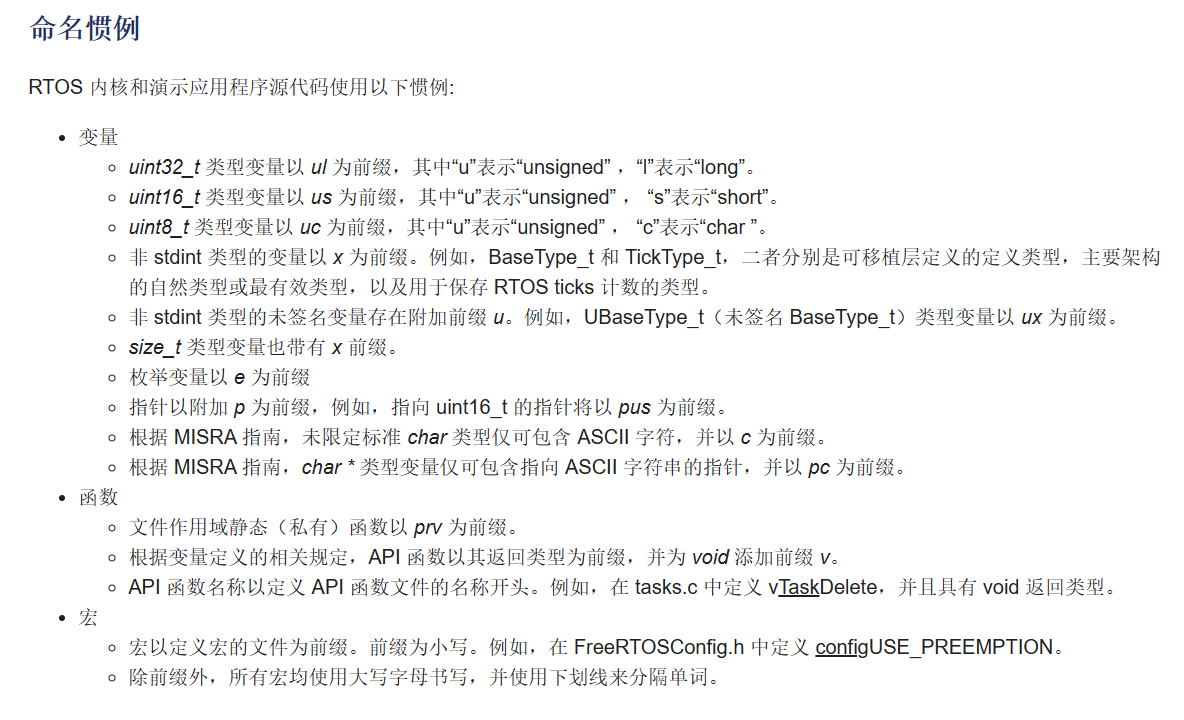 命名惯例
RTOS 内核和演示应用程序源代码使用以下惯例:
• 变量
○ uint32_t 类型变量以 ul 为前缀，其中“u”表示“unsigned” ，“l”表示“long”。
○ uint16_t 类型变量以 us 为前缀，其中“u”表示“unsigned” ， “s”表示“short”。
○ uint8_t 类型变量以 uc 为前缀，其中“u”表示“unsigned” ， “c”表示“char ”。
○ 非 stdint 类型的变量以 x 为前缀。例如，BaseType_t 和 TickType_t，二者分别是可移植层定义的定义类型，主要架构
的自然类型或最有效类型，以及用于保存 RTOS ticks 计数的类型。
○ 非 stdint 类型的未签名变量存在附加前缀 u。例如，UBaseType_t（未签名 BaseType_t）类型变量以 ux 为前缀。
○ size_t 类型变量也带有 x 前缀。
○ 枚举变量以 e 为前缀
○ 指针以附加 p 为前缀，例如，指向 uint16_t 的指针将以 pus 为前缀。
○ 根据 MISRA 指南，未限定标准 char 类型仅可包含 ASCII 字符，并以 c 为前缀。
○ 根据 MISRA 指南，char * 类型变量仅可包含指向 ASCII 字符串的指针，并以 pc 为前缀。
• 函数
○ 文件作用域静态（私有）函数以 prv 为前缀。
○ 根据变量定义的相关规定，API 函数以其返回类型为前缀，并为 void 添加前缀 v。
○ API 函数名称以定义 API 函数文件的名称开头。例如，在 tasks.c 中定义 vTaskDelete，并且具有 void 返回类型。
• 宏
○ 宏以定义宏的文件为前缀。前缀为小写。例如，在 FreeRTOSConfig.h 中定义 configUSE_PREEMPTION。
○ 除前缀外，所有宏均使用大写字母书写，并使用下划线来分隔单词。